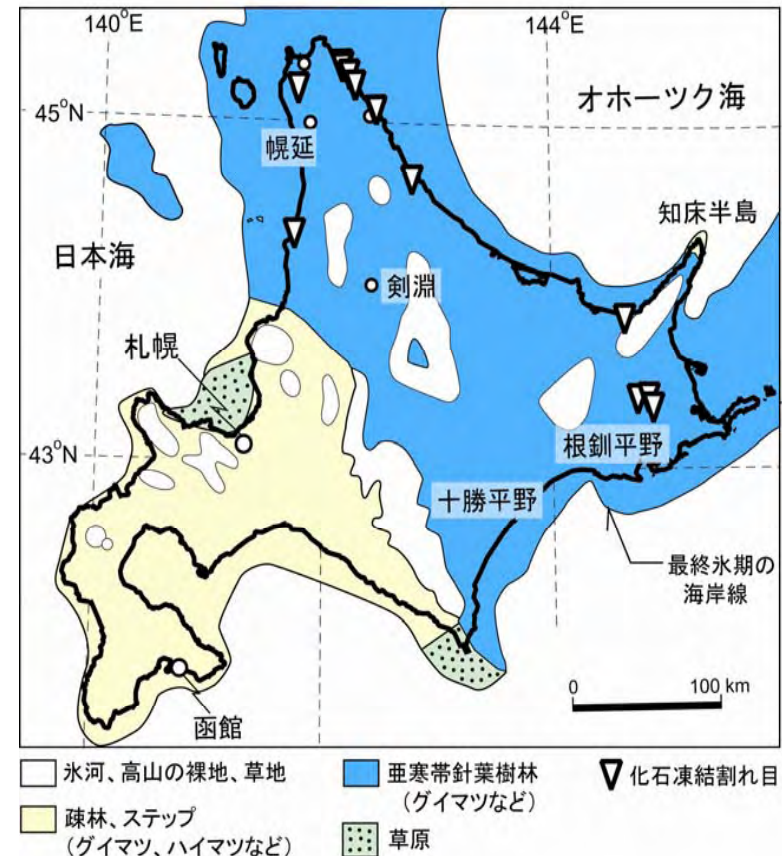 140°E
144°E
オホーツク海
45°N
幌延
知床半島
日本海
剣淵
札幌
43°N
根釧平野
十勝平野
最終氷期の
海岸線
函館
0
100 km
氷河、高山の裸地、草地
亜寒帯針葉樹林
(グイマツなど)
化石凍結割れ目
疎林、ステップ
(グイマツ、ハイマツなど)
草原